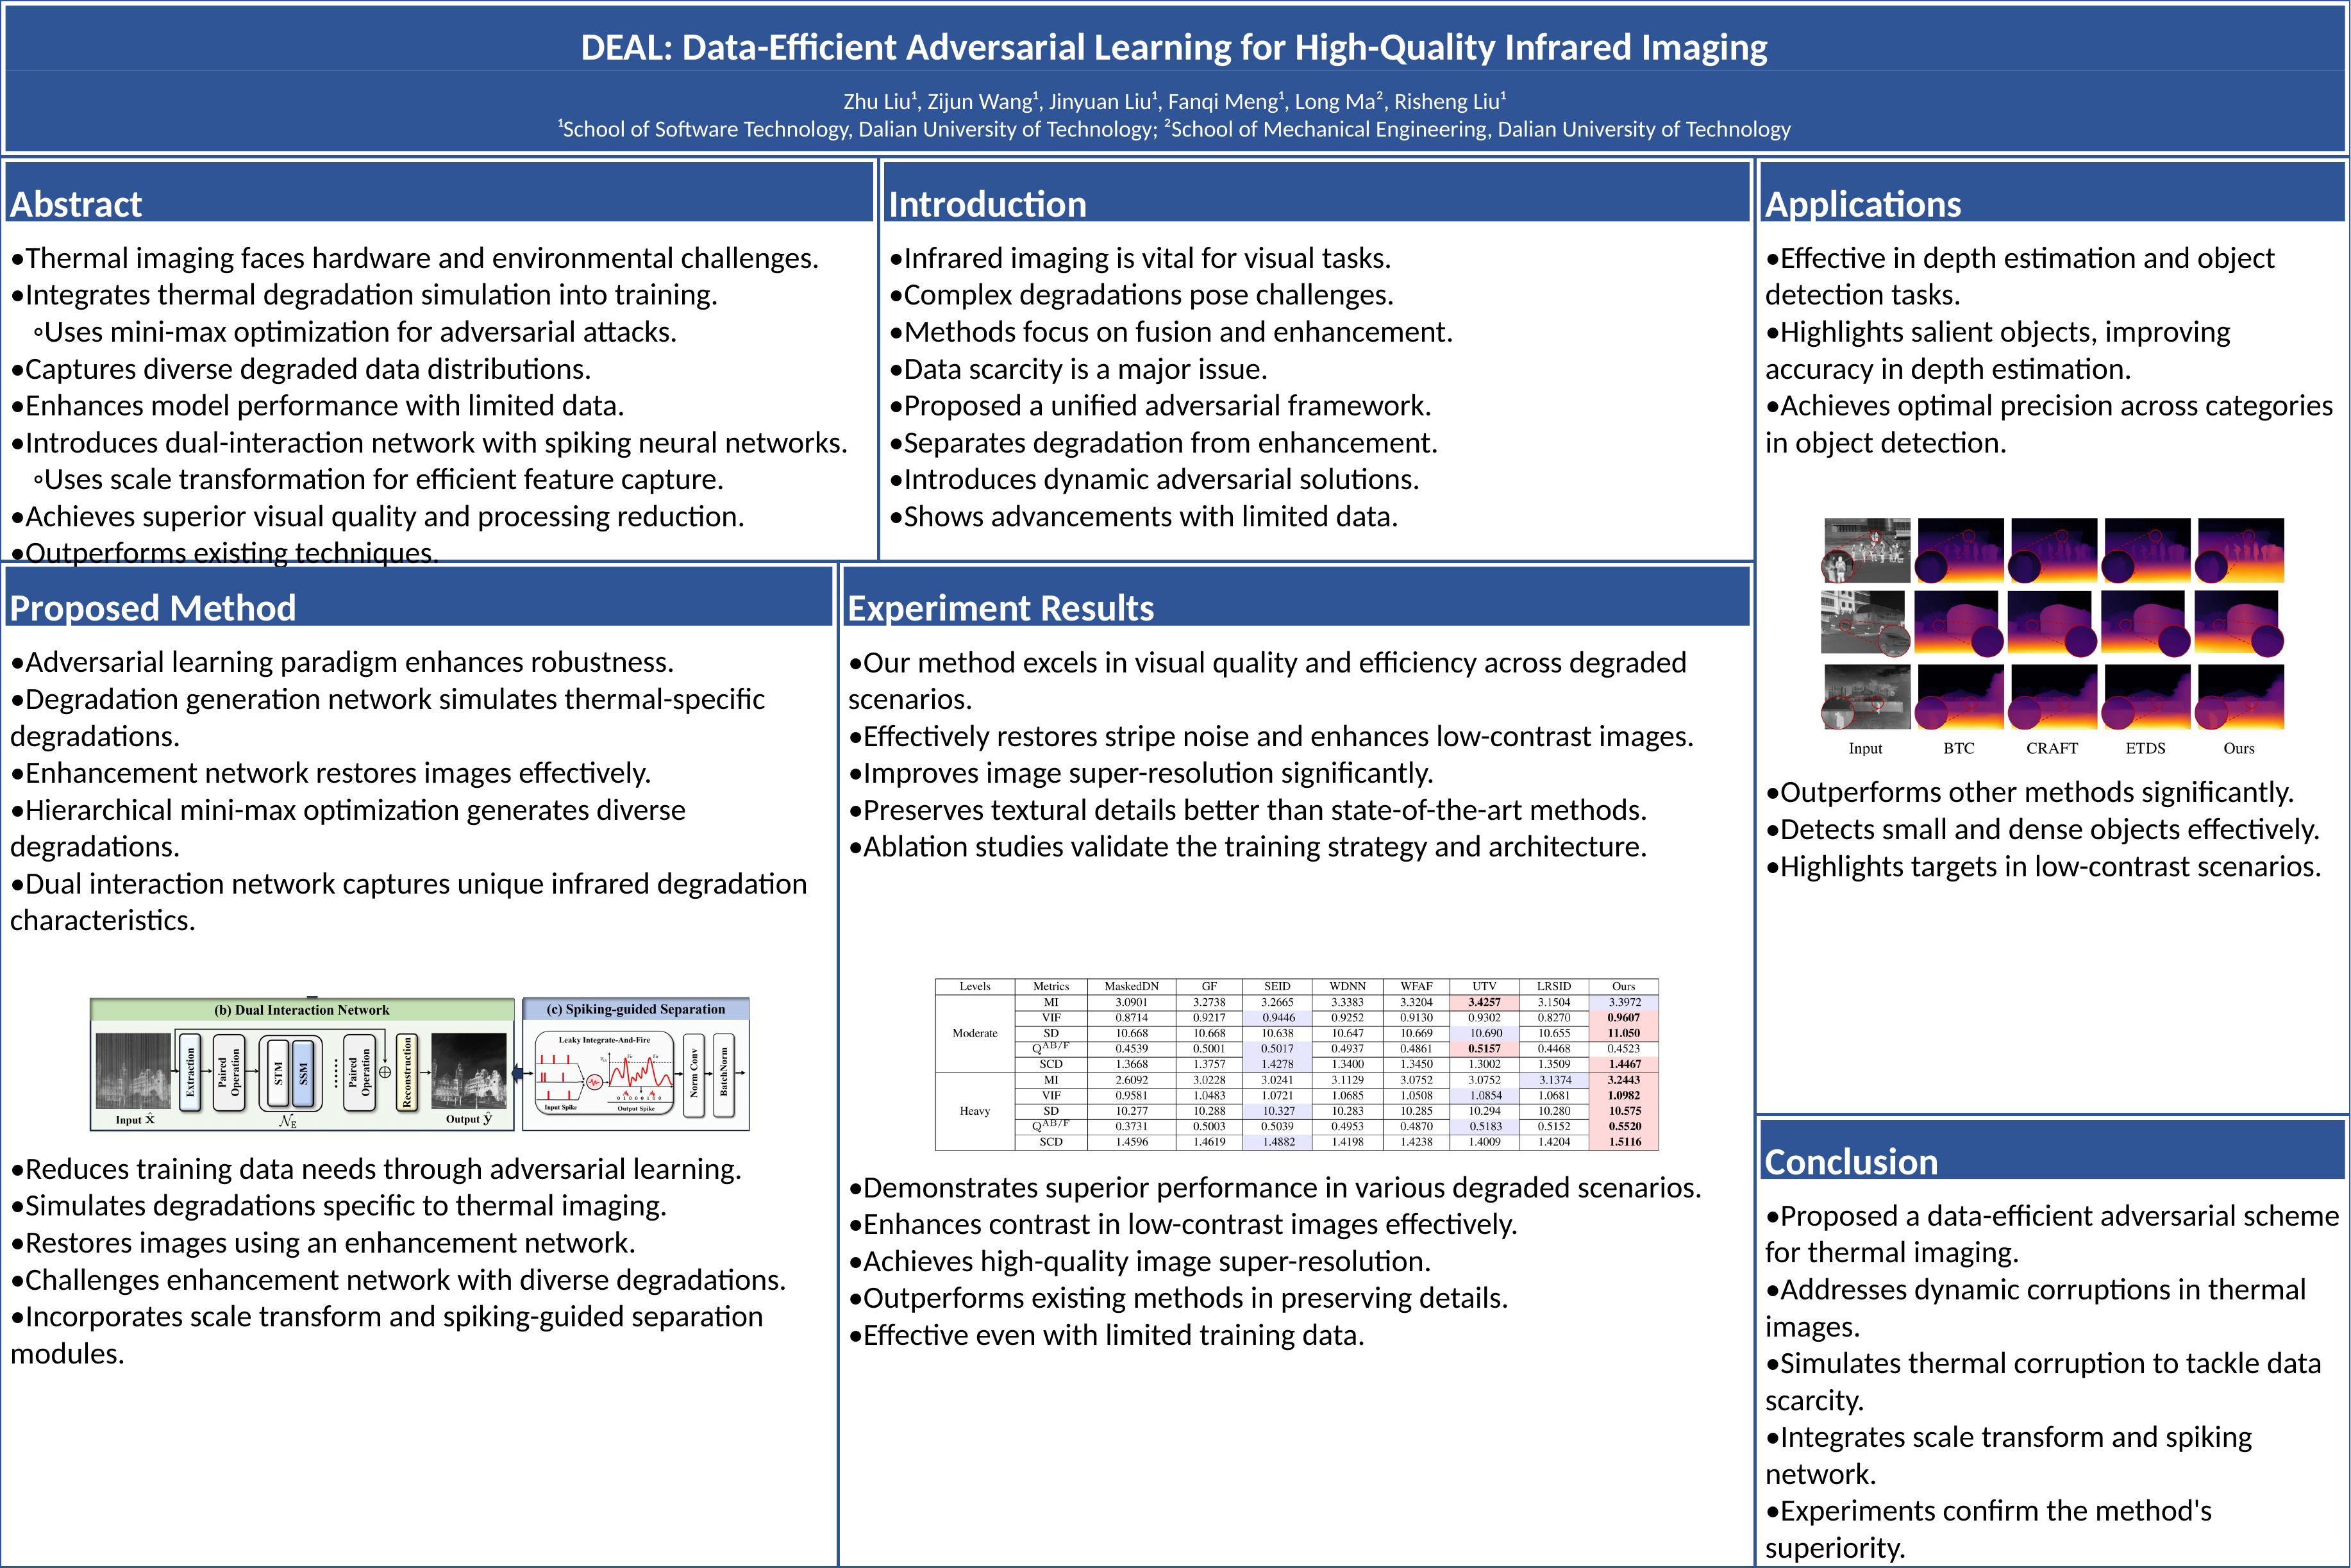 DEAL: Data-Efficient Adversarial Learning for High-Quality Infrared Imaging
Zhu Liu¹, Zijun Wang¹, Jinyuan Liu¹, Fanqi Meng¹, Long Ma², Risheng Liu¹
¹School of Software Technology, Dalian University of Technology; ²School of Mechanical Engineering, Dalian University of Technology
Abstract
•Thermal imaging faces hardware and environmental challenges.
•Integrates thermal degradation simulation into training.
◦Uses mini-max optimization for adversarial attacks.
•Captures diverse degraded data distributions.
•Enhances model performance with limited data.
•Introduces dual-interaction network with spiking neural networks.
◦Uses scale transformation for efficient feature capture.
•Achieves superior visual quality and processing reduction.
•Outperforms existing techniques.
Introduction
•Infrared imaging is vital for visual tasks.
•Complex degradations pose challenges.
•Methods focus on fusion and enhancement.
•Data scarcity is a major issue.
•Proposed a unified adversarial framework.
•Separates degradation from enhancement.
•Introduces dynamic adversarial solutions.
•Shows advancements with limited data.
Proposed Method
•Adversarial learning paradigm enhances robustness.
•Degradation generation network simulates thermal-specific
degradations.
•Enhancement network restores images effectively.
•Hierarchical mini-max optimization generates diverse
degradations.
•Dual interaction network captures unique infrared degradation
characteristics.
(b) Dual Interaction Network
Extraction
Paired Operation
STM
SSM
Paired Operation
Reconstruction
Input x̂
N_E
Output ŷ
(c) Spiking-guided Separation
Leaky Integrate-And-Fire
Input Spike
0 1 0 0 0 1 0 0
Output Spike
Norm Conv
BatchNorm
•Reduces training data needs through adversarial learning.
•Simulates degradations specific to thermal imaging.
•Restores images using an enhancement network.
•Challenges enhancement network with diverse degradations.
•Incorporates scale transform and spiking-guided separation
modules.
Experiment Results
•Our method excels in visual quality and efficiency across degraded
scenarios.
•Effectively restores stripe noise and enhances low-contrast images.
•Improves image super-resolution significantly.
•Preserves textural details better than state-of-the-art methods.
•Ablation studies validate the training strategy and architecture.
Levels Metrics MaskedDN GF SEID WDNN WFAF UTV LRSID Ours
Moderate
MI 3.0901 3.2738 3.2665 3.3383 3.3204 3.4257 3.1504 3.3972
VIF 0.8714 0.9217 0.9446 0.9252 0.9130 0.9302 0.8270 0.9607
SD 10.668 10.668 10.638 10.647 10.669 10.690 10.655 11.050
Q^AB/F 0.4539 0.5001 0.5017 0.4937 0.4861 0.5157 0.4468 0.4523
SCD 1.3668 1.3757 1.4278 1.3400 1.3450 1.3002 1.3509 1.4467
Heavy
MI 2.6092 3.0228 3.0241 3.1129 3.0752 3.0752 3.1374 3.2443
VIF 0.9581 1.0483 1.0721 1.0685 1.0508 1.0854 1.0681 1.0982
SD 10.277 10.288 10.327 10.283 10.285 10.294 10.280 10.575
Q^AB/F 0.3731 0.5003 0.5039 0.4953 0.4870 0.5183 0.5152 0.5520
SCD 1.4596 1.4619 1.4882 1.4198 1.4238 1.4009 1.4204 1.5116
•Demonstrates superior performance in various degraded scenarios.
•Enhances contrast in low-contrast images effectively.
•Achieves high-quality image super-resolution.
•Outperforms existing methods in preserving details.
•Effective even with limited training data.
Applications
•Effective in depth estimation and object
detection tasks.
•Highlights salient objects, improving
accuracy in depth estimation.
•Achieves optimal precision across categories
in object detection.
Input BTC CRAFT ETDS Ours
•Outperforms other methods significantly.
•Detects small and dense objects effectively.
•Highlights targets in low-contrast scenarios.
Conclusion
•Proposed a data-efficient adversarial scheme
for thermal imaging.
•Addresses dynamic corruptions in thermal
images.
•Simulates thermal corruption to tackle data
scarcity.
•Integrates scale transform and spiking
network.
•Experiments confirm the method's
superiority.